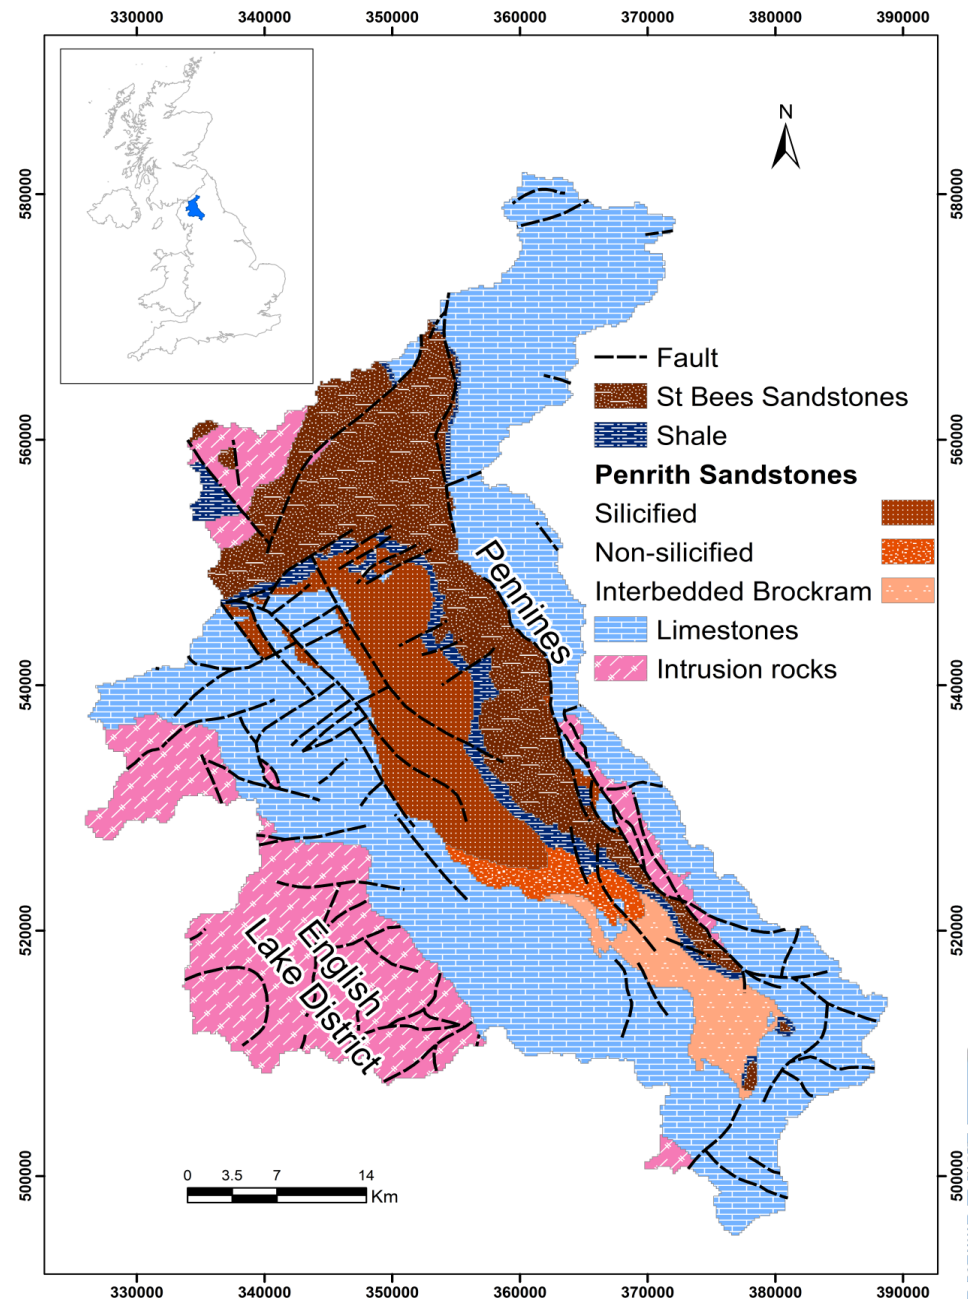 330000 340000 350000 360000 370000 380000 390000
N
580000 580000
Fault
St Bees Sandstones
560000 560000
Shale
Penrith Sandstones
Silicified
Non-silicified
Interbedded Brockram
Pennines
Limestones
Intrusion rocks
540000 540000
520000 520000
English
Lake District
500000 500000
0 3.5 7 14
Km
330000 340000 350000 360000 370000 380000 390000